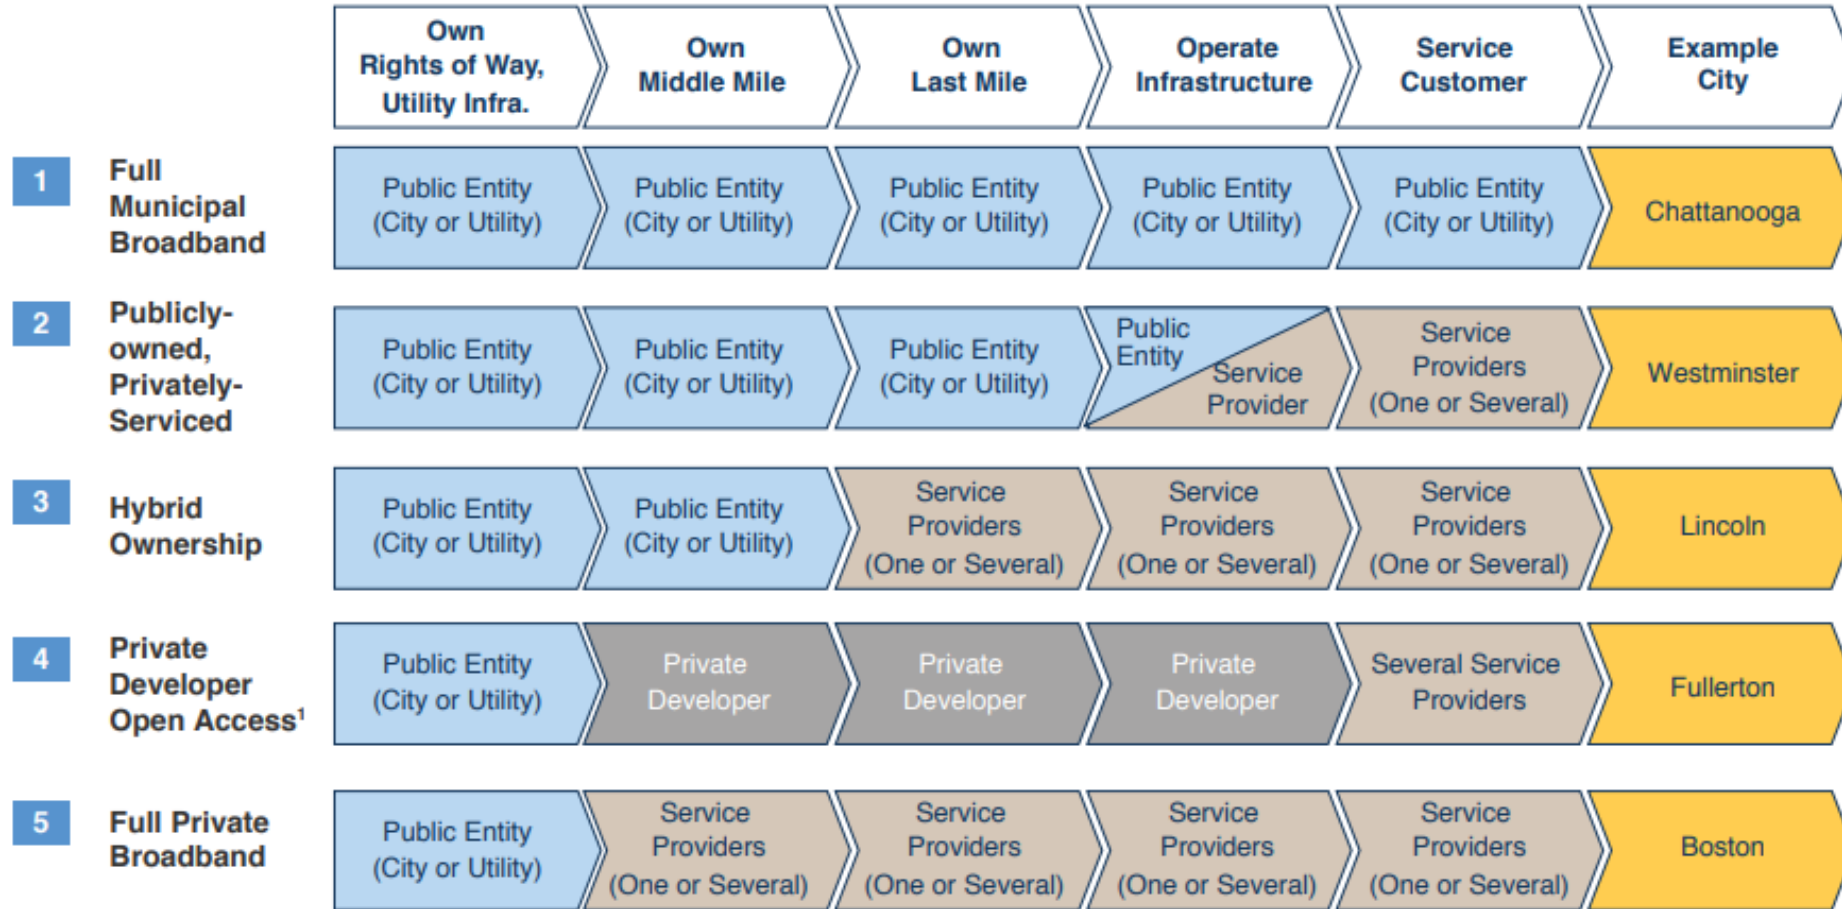 Own
Rights of Way,
Utility Infra.
Own
Middle Mile
Own
Last Mile
Operate
Infrastructure
Service
Customer
Example
City
1
Full
Municipal
Broadband
Public Entity
(City or Utility)
Public Entity
(City or Utility)
Public Entity
(City or Utility)
Public Entity
(City or Utility)
Public Entity
(City or Utility)
Chattanooga
2
Publicly-
owned,
Privately-
Serviced
Public Entity
(City or Utility)
Public Entity
(City or Utility)
Public Entity
(City or Utility)
Public
Entity
Service
Provider
Service
Providers
(One or Several)
Westminster
3
Hybrid
Ownership
Public Entity
(City or Utility)
Public Entity
(City or Utility)
Service
Providers
(One or Several)
Service
Providers
(One or Several)
Service
Providers
(One or Several)
Lincoln
4
Private
Developer
Open Access¹
Public Entity
(City or Utility)
Private
Developer
Private
Developer
Private
Developer
Several Service
Providers
Fullerton
5
Full Private
Broadband
Public Entity
(City or Utility)
Service
Providers
(One or Several)
Service
Providers
(One or Several)
Service
Providers
(One or Several)
Service
Providers
(One or Several)
Boston